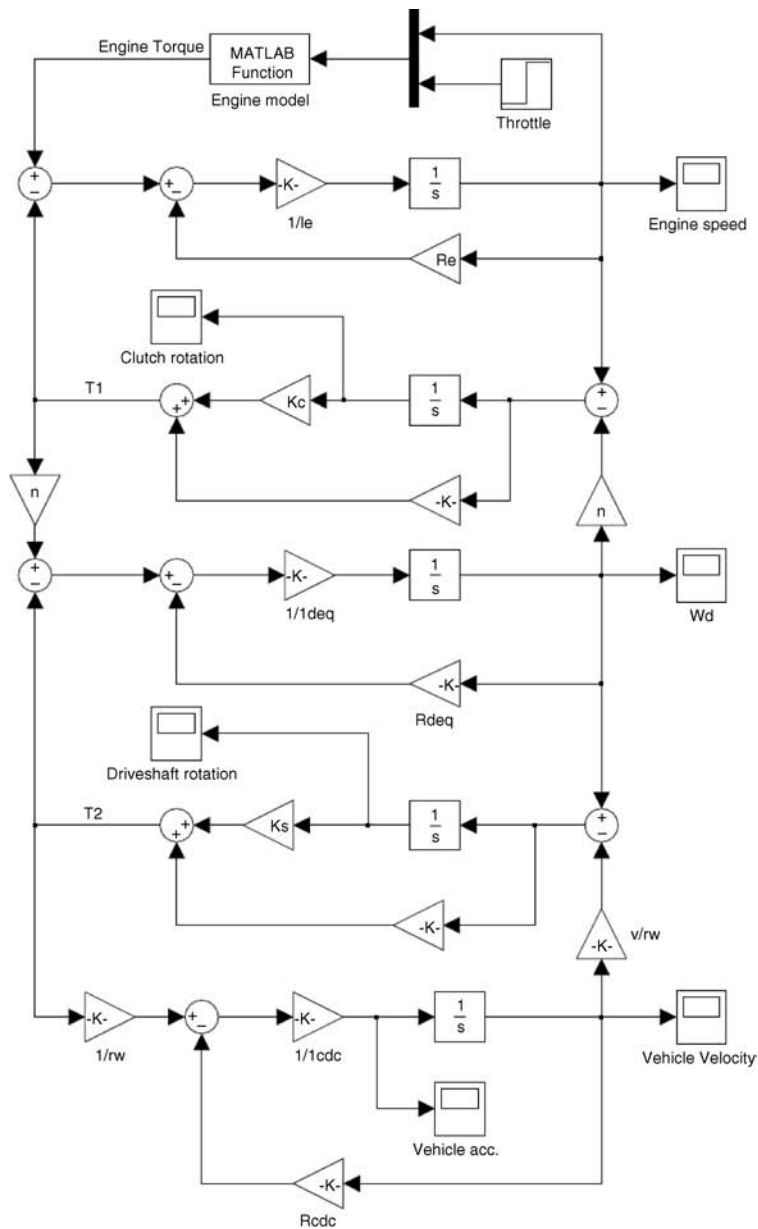 Engine Torque
MATLAB
Function
Engine model
Throttle
+
−
+
−
-K-
1/Ie
1
s
Engine speed
Re
Clutch rotation
T1
+
+
Kc
1
s
+
−
-K-
n
n
+
−
+
−
-K-
1/1deq
1
s
Wd
-K-
Rdeq
Driveshaft rotation
T2
+
+
Ks
1
s
+
−
-K-
-K-
v/rw
-K-
1/rw
+
−
-K-
1/1cdc
1
s
Vehicle Velocity
Vehicle acc.
-K-
Rcdc